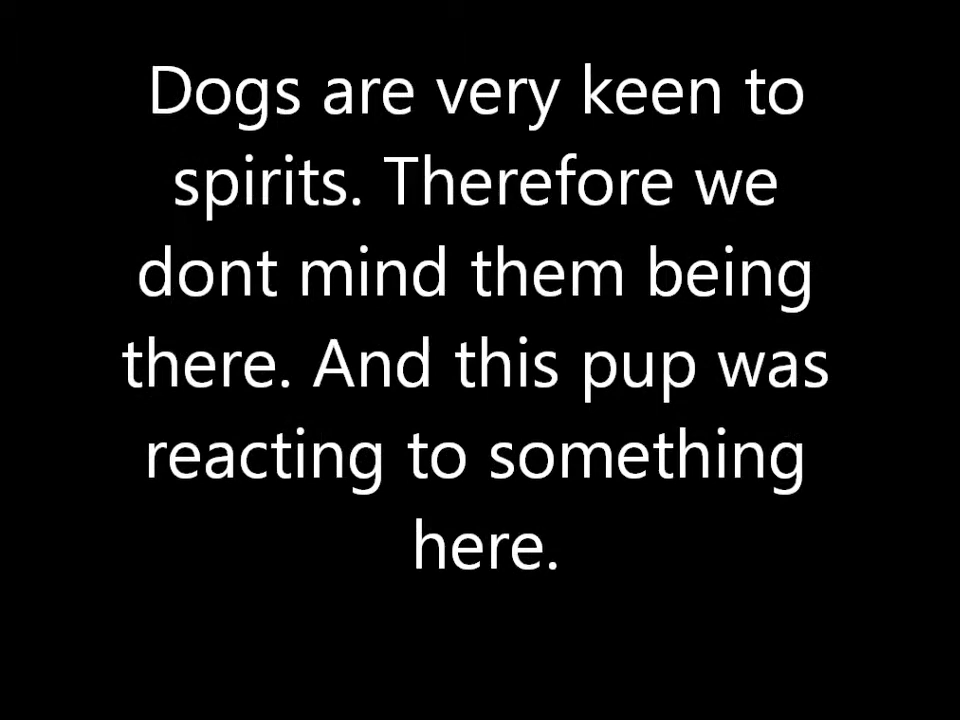 Dogs are very keen to
spirits. Therefore we
dont mind them being
there. And this pup was
reacting to something
here.